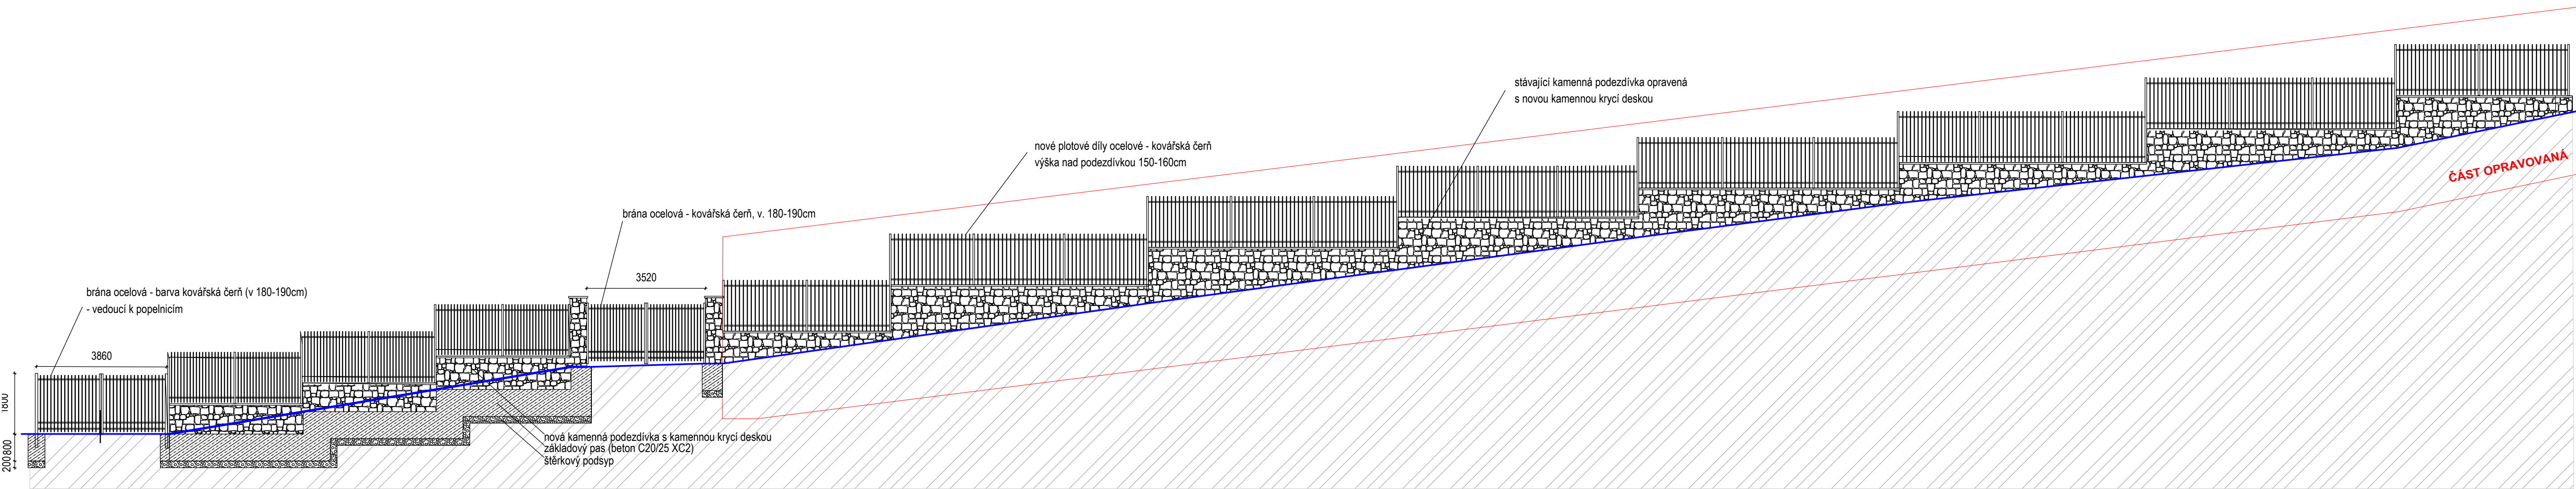 stávající kamenná podezdívka opravená
s novou kamennou krycí deskou
nové plotové díly ocelové - kovářská čerň
výška nad podezdívkou 150-160cm
ČÁST OPRAVOVANÁ
brána ocelová - kovářská čerň, v. 180-190cm
3520
brána ocelová - barva kovářská čerň (v 180-190cm)
- vedoucí k popelnicím
3860
1800
800
200
nová kamenná podezdívka s kamennou krycí deskou
základový pas (beton C20/25 XC2)
štěrkový podsyp